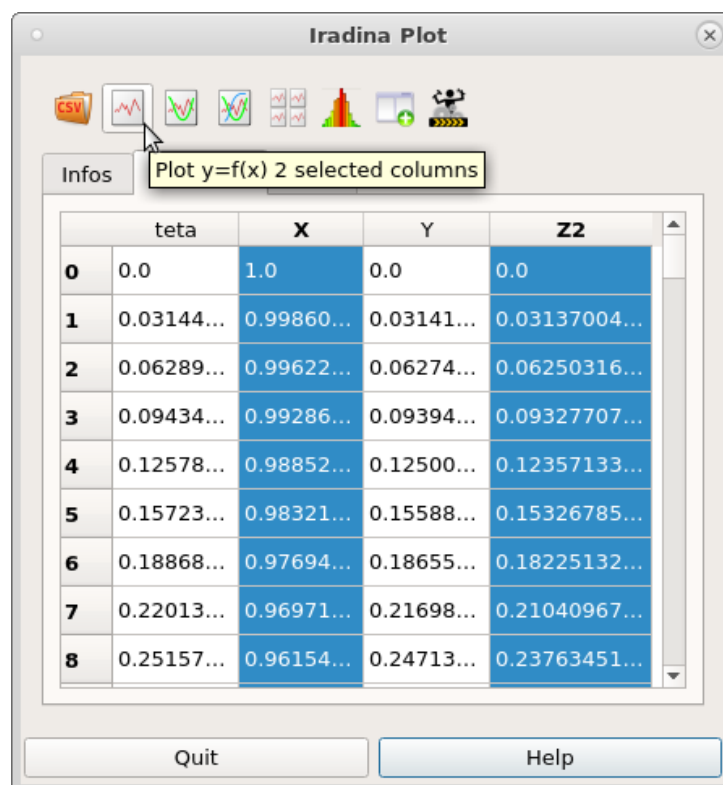 Iradina Plot
CSV
Infos
Plot y=f(x) 2 selected columns
teta X Y Z2
0 0.0 1.0 0.0 0.0
1 0.03144... 0.99860... 0.03141... 0.03137004...
2 0.06289... 0.99622... 0.06274... 0.06250316...
3 0.09434... 0.99286... 0.09394... 0.09327707...
4 0.12578... 0.98852... 0.12500... 0.12357133...
5 0.15723... 0.98321... 0.15588... 0.15326785...
6 0.18868... 0.97694... 0.18655... 0.18225132...
7 0.22013... 0.96971... 0.21698... 0.21040967...
8 0.25157... 0.96154... 0.24713... 0.23763451...
Quit Help